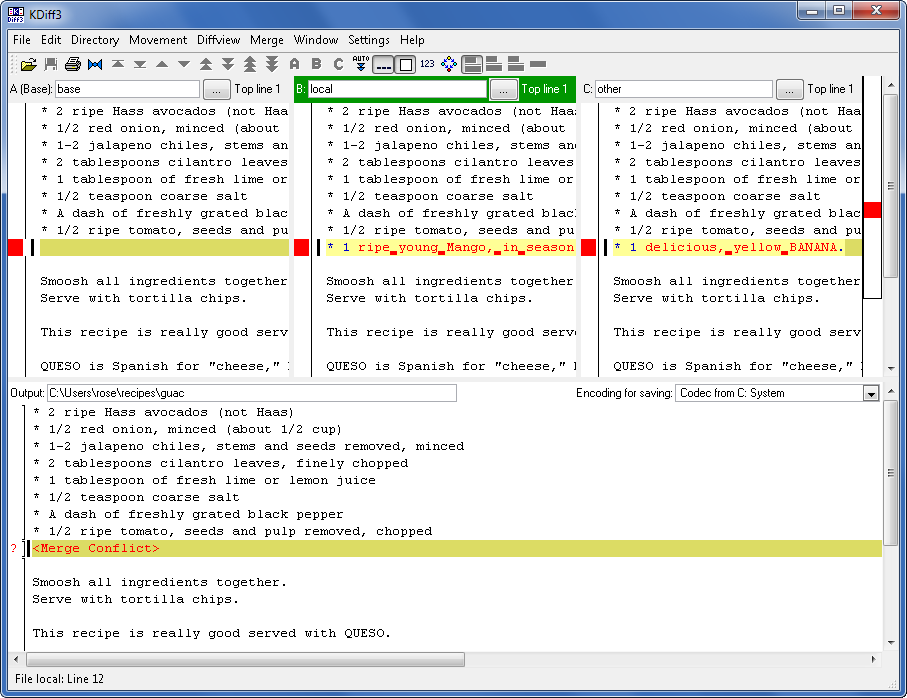 KDiff3
File Edit Directory Movement Diffview Merge Window Settings Help
A B C AUTO 123
A (Base): base ... Top line 1
B: local ... Top line 1
C: other ... Top line 1
* 2 ripe Hass avocados (not Haa
* 1/2 red onion, minced (about
* 1-2 jalapeno chiles, stems an
* 2 tablespoons cilantro leaves
* 1 tablespoon of fresh lime or
* 1/2 teaspoon coarse salt
* A dash of freshly grated blac
* 1/2 ripe tomato, seeds and pu
Smoosh all ingredients together
Serve with tortilla chips.
This recipe is really good serv
QUESO is Spanish for "cheese,"
* 2 ripe Hass avocados (not Haa
* 1/2 red onion, minced (about
* 1-2 jalapeno chiles, stems an
* 2 tablespoons cilantro leaves
* 1 tablespoon of fresh lime or
* 1/2 teaspoon coarse salt
* A dash of freshly grated blac
* 1/2 ripe tomato, seeds and pu
* 1 ripe young Mango, in season
Smoosh all ingredients together
Serve with tortilla chips.
This recipe is really good serv
QUESO is Spanish for "cheese,"
* 2 ripe Hass avocados (not Haa
* 1/2 red onion, minced (about
* 1-2 jalapeno chiles, stems an
* 2 tablespoons cilantro leaves
* 1 tablespoon of fresh lime or
* 1/2 teaspoon coarse salt
* A dash of freshly grated blac
* 1/2 ripe tomato, seeds and pu
* 1 delicious, yellow BANANA.
Smoosh all ingredients together
Serve with tortilla chips.
This recipe is really good serv
QUESO is Spanish for "cheese,"
Output: C:\Users\rose\recipes\guac Encoding for saving: Codec from C: System
* 2 ripe Hass avocados (not Haas)
* 1/2 red onion, minced (about 1/2 cup)
* 1-2 jalapeno chiles, stems and seeds removed, minced
* 2 tablespoons cilantro leaves, finely chopped
* 1 tablespoon of fresh lime or lemon juice
* 1/2 teaspoon coarse salt
* A dash of freshly grated black pepper
* 1/2 ripe tomato, seeds and pulp removed, chopped
? <Merge Conflict>
Smoosh all ingredients together.
Serve with tortilla chips.
This recipe is really good served with QUESO.
File local: Line 12